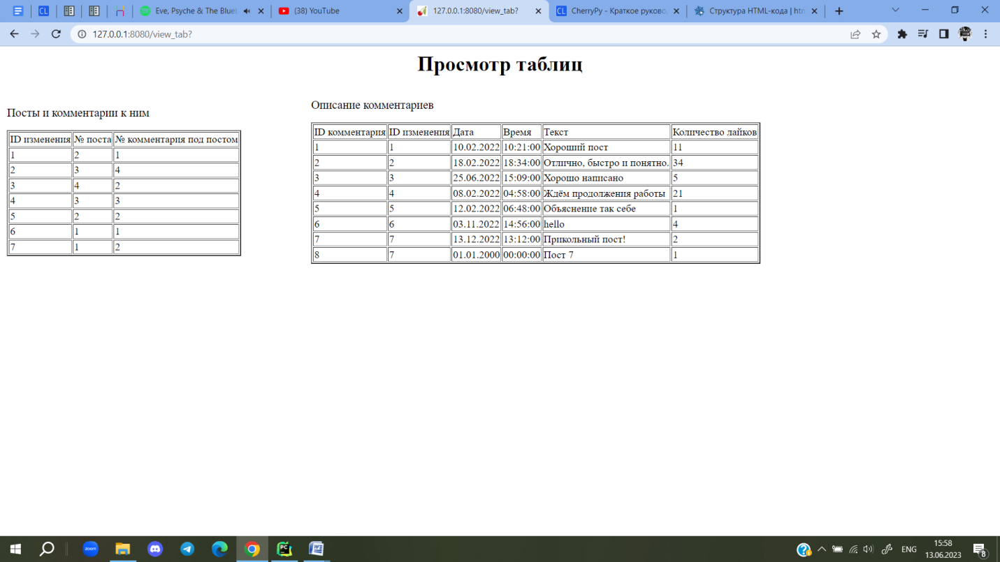 Eve, Psyche & The Blueb
(38) YouTube
127.0.0.1:8080/view_tab?
CL
CherryPy - Краткое руково
Структура HTML-кода | htm
127.0.0.1:8080/view_tab?
Просмотр таблиц
Посты и комментарии к ним
ID изменения № поста № комментария под постом
1 2 1
2 3 4
3 4 2
4 3 3
5 2 2
6 1 1
7 1 2
Описание комментариев
ID комментария ID изменения Дата Время Текст Количество лайков
1 1 10.02.2022 10:21:00 Хороший пост 11
2 2 18.02.2022 18:34:00 Отлично, быстро и понятно. 34
3 3 25.06.2022 15:09:00 Хорошо написано 5
4 4 08.02.2022 04:58:00 Ждём продолжения работы 21
5 5 12.02.2022 06:48:00 Объяснение так себе 1
6 6 03.11.2022 14:56:00 hello 4
7 7 13.12.2022 13:12:00 Прикольный пост! 2
8 7 01.01.2000 00:00:00 Пост 7 1
zoom
PC
W
ENG
15:58
13.06.2023
8